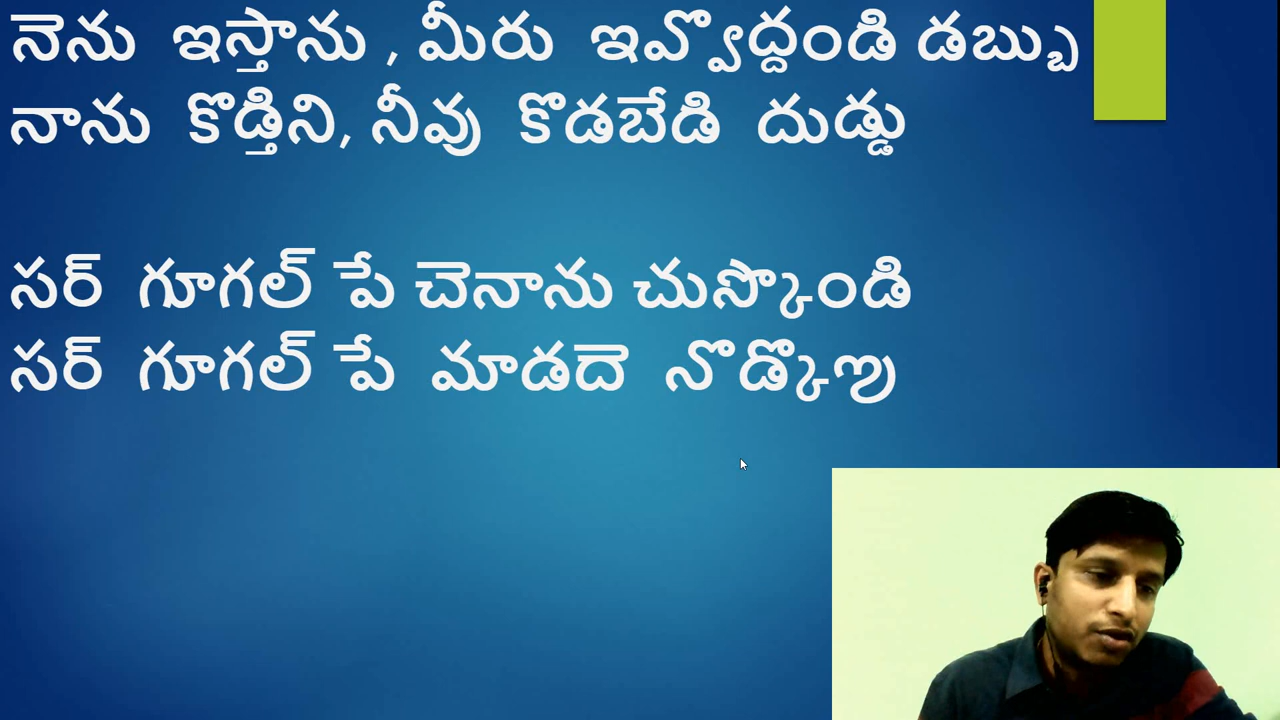 నెను ఇస్తాను , మీరు ఇవ్వొద్దండి డబ్బు
నాను కొడ్తిని, నీవు కొడబేడి దుడ్డు
సర్ గూగల్ పే చెనాను చుస్కొండి
సర్ గూగల్ పే మాడదె నొడ్కొణ్రు